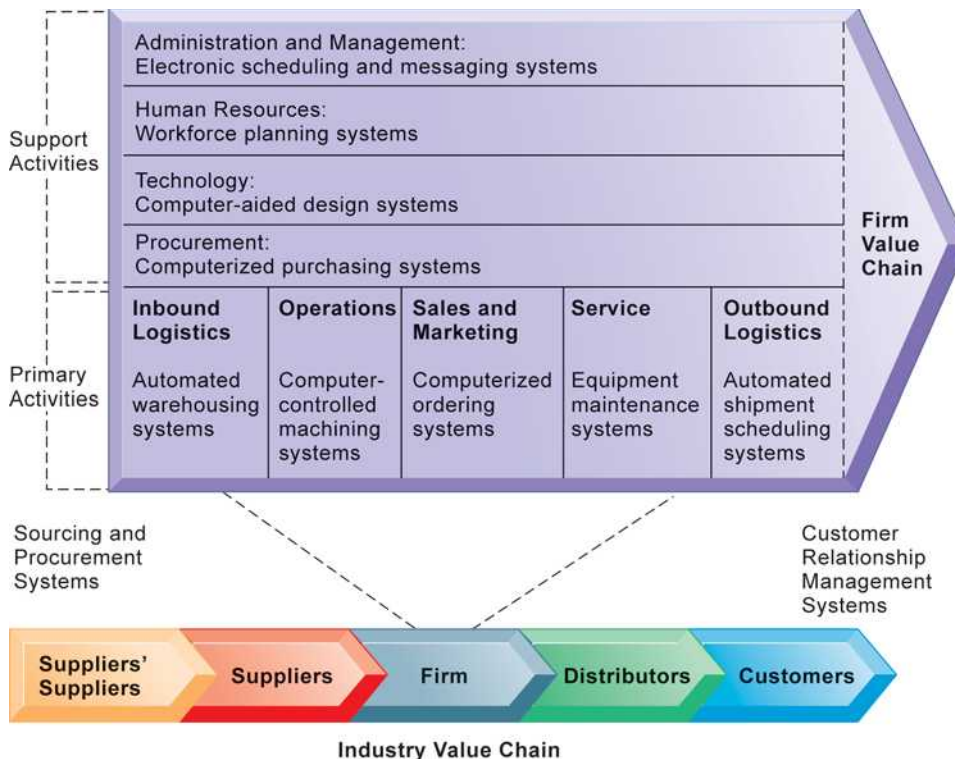 Administration and Management:
Electronic scheduling and messaging systems
Human Resources:
Workforce planning systems
Support
Activities
Technology:
Computer-aided design systems
Procurement:
Computerized purchasing systems
Firm
Value
Chain
Primary
Activities
Inbound
Logistics
Automated
warehousing
systems
Operations
Computer-
controlled
machining
systems
Sales and
Marketing
Computerized
ordering
systems
Service
Equipment
maintenance
systems
Outbound
Logistics
Automated
shipment
scheduling
systems
Sourcing and
Procurement
Systems
Customer
Relationship
Management
Systems
Suppliers'
Suppliers
Suppliers
Firm
Distributors
Customers
Industry Value Chain